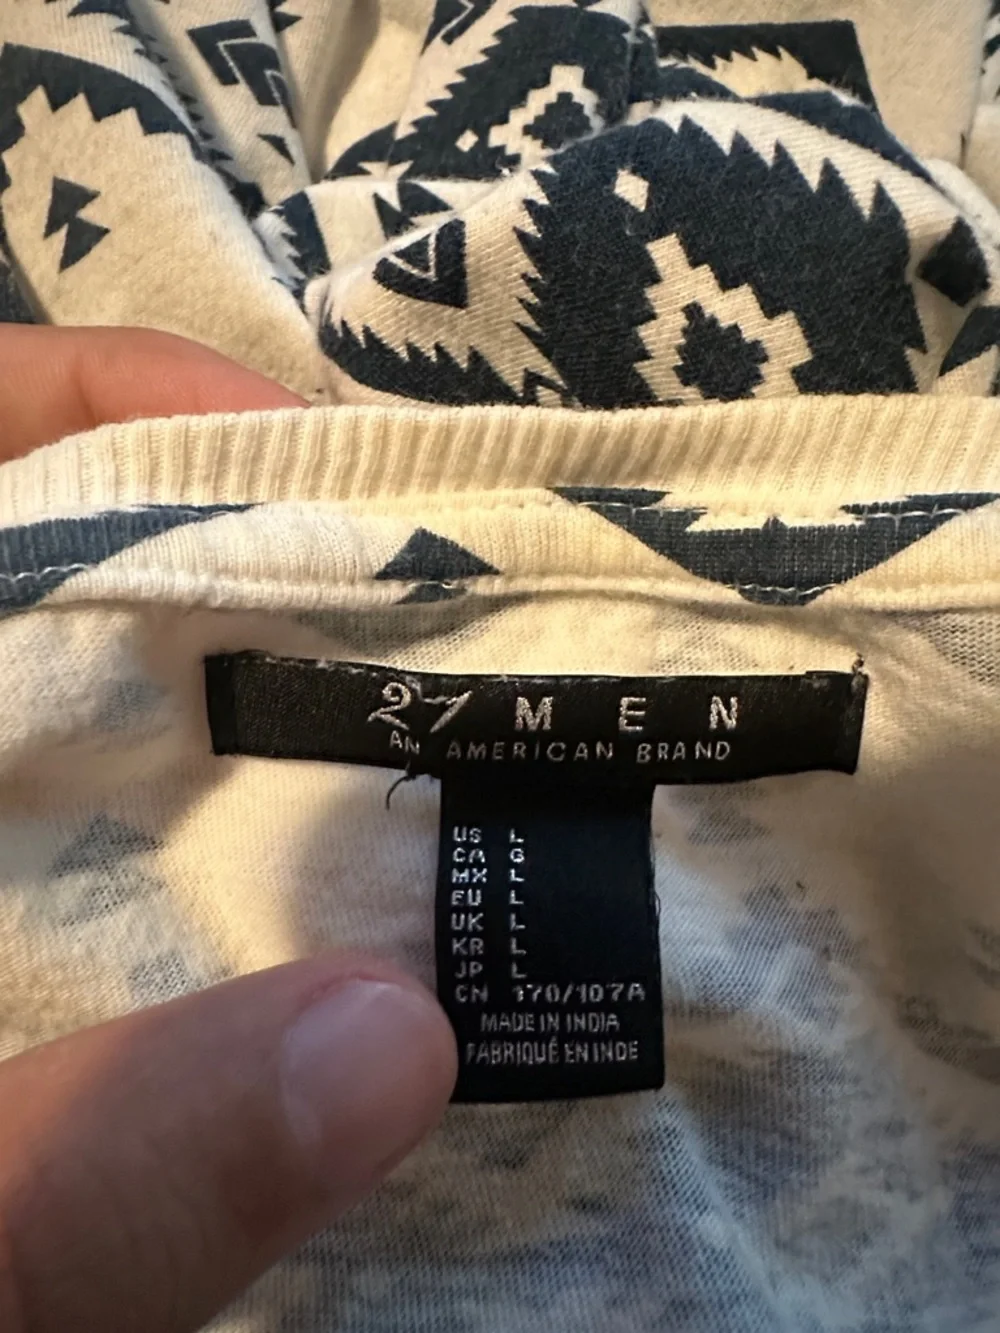 21 MEN
AN AMERICAN BRAND
US L
CA G
MX L
EU L
UK L
KR L
JP L
CN 170/107A
MADE IN INDIA
FABRIQUÉ EN INDE